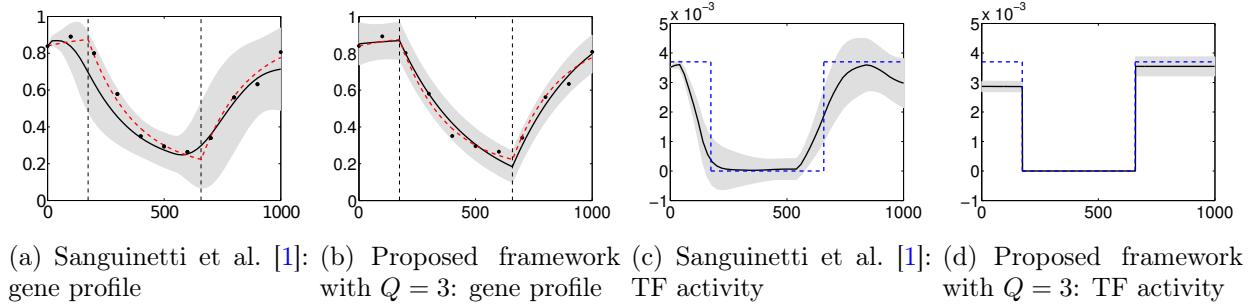 1
0.8
0.6
0.4
0.2
0
0 500 1000
1
0.8
0.6
0.4
0.2
0
0 500 1000
x 10⁻³
5
4
3
2
1
0
−1
0 500 1000
x 10⁻³
5
4
3
2
1
0
−1
0 500 1000
(a) Sanguinetti et al. [1]:
gene profile
(b) Proposed framework
with Q = 3: gene profile
(c) Sanguinetti et al. [1]:
TF activity
(d) Proposed framework
with Q = 3: TF activity